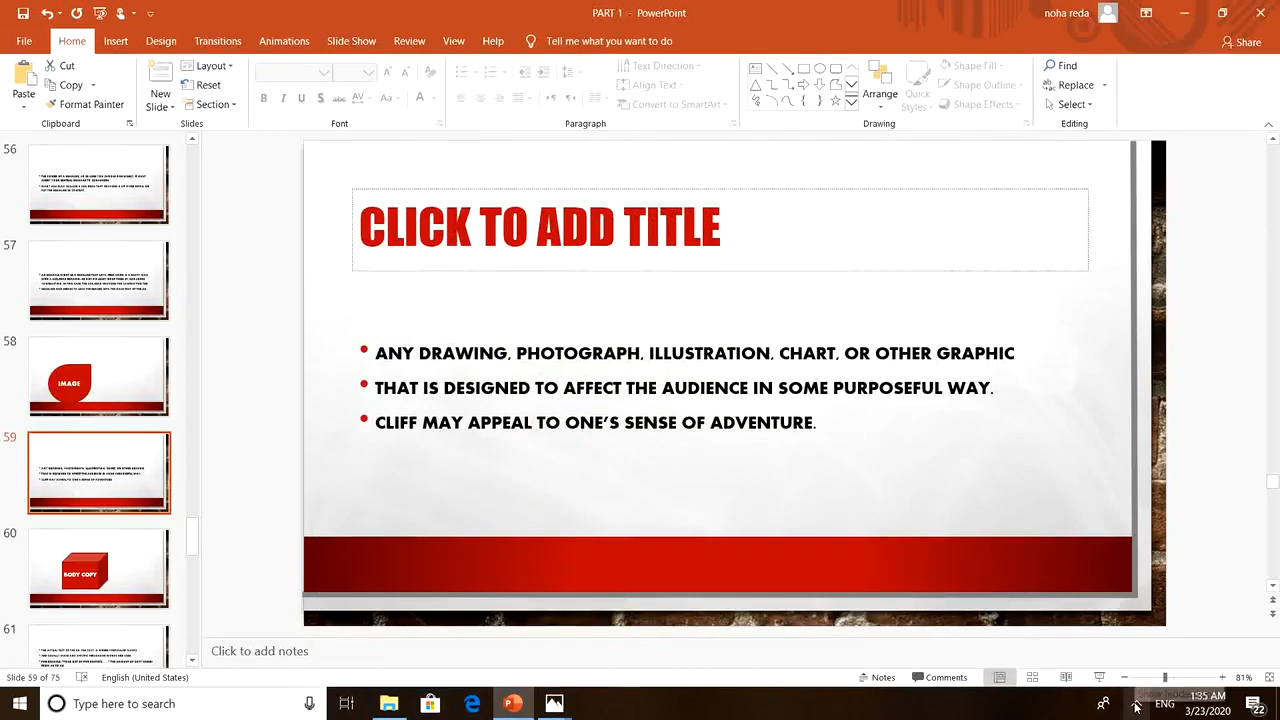 PART 1 - PowerPoint
noha reda
File Home Insert Design Transitions Animations Slide Show Review View Help Tell me what you want to do
Share
Paste
Cut
Copy
Format Painter
Clipboard
New
Slide
Layout
Reset
Section
Slides
Font
Text Direction
Align Text
Convert to SmartArt
Paragraph
Arrange
Quick
Styles
Shape Fill
Shape Outline
Shape Effects
Drawing
Find
Replace
Select
Editing
56
57
58
IMAGE
59
60
BODY COPY
61
CLICK TO ADD TITLE
• ANY DRAWING, PHOTOGRAPH, ILLUSTRATION, CHART, OR OTHER GRAPHIC
• THAT IS DESIGNED TO AFFECT THE AUDIENCE IN SOME PURPOSEFUL WAY.
• CLIFF MAY APPEAL TO ONE’S SENSE OF ADVENTURE.
Click to add notes
Slide 59 of 75 English (United States) Notes Comments 81%
Type here to search
ENG
1:35 AM
3/23/2020
22